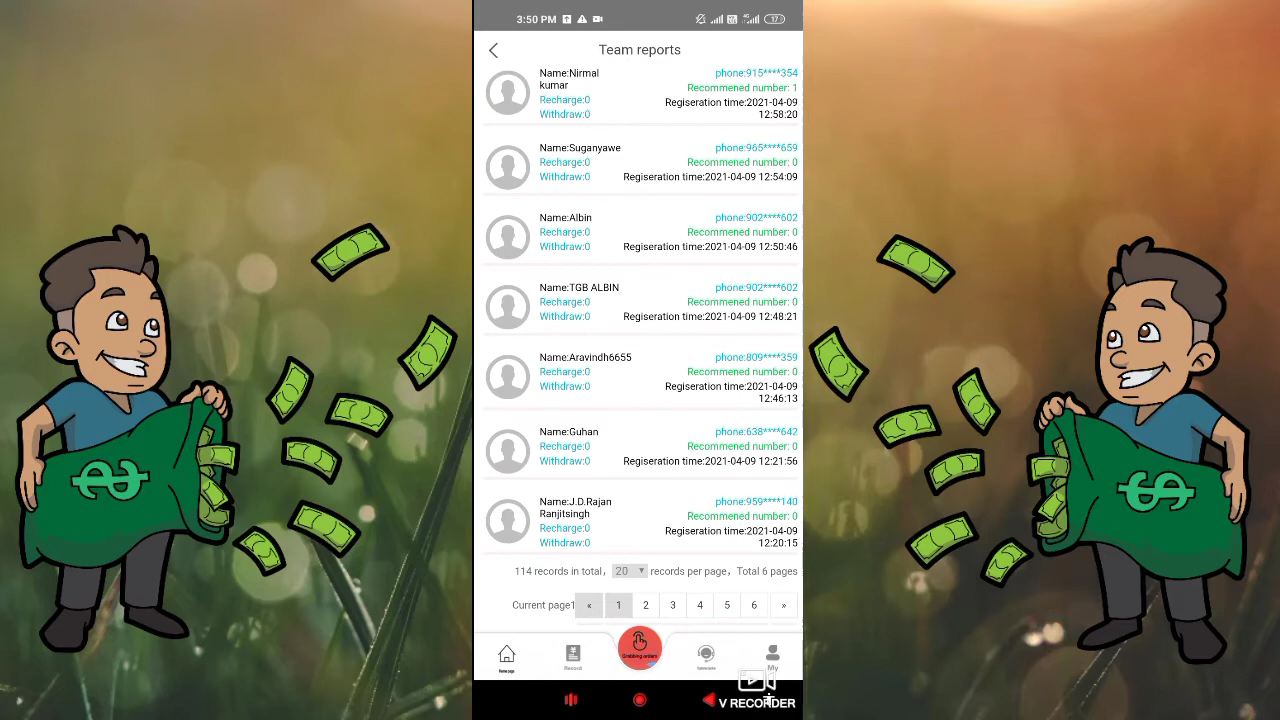 3:50 PM
17
Team reports
Name:Nirmal kumar
phone:915****354
Recharge:0
Recommened number: 1
Withdraw:0
Regiseration time:2021-04-09 12:58:20
Name:Suganyawe
phone:965****659
Recharge:0
Recommened number: 0
Withdraw:0
Regiseration time:2021-04-09 12:54:09
Name:Albin
phone:902****602
Recharge:0
Recommened number: 0
Withdraw:0
Regiseration time:2021-04-09 12:50:46
Name:TGB ALBIN
phone:902****602
Recharge:0
Recommened number: 0
Withdraw:0
Regiseration time:2021-04-09 12:48:21
Name:Aravindh6655
phone:809****359
Recharge:0
Recommened number: 0
Withdraw:0
Regiseration time:2021-04-09 12:46:13
Name:Guhan
phone:638****642
Recharge:0
Recommened number: 0
Withdraw:0
Regiseration time:2021-04-09 12:21:56
Name:J.D.Rajan Ranjitsingh
phone:959****140
Recharge:0
Recommened number: 0
Withdraw:0
Regiseration time:2021-04-09 12:20:15
114 records in total， 20 records per page， Total 6 pages
Current page1 « 1 2 3 4 5 6 »
Home page
Record
Grabbing orders
My
V RECORDER